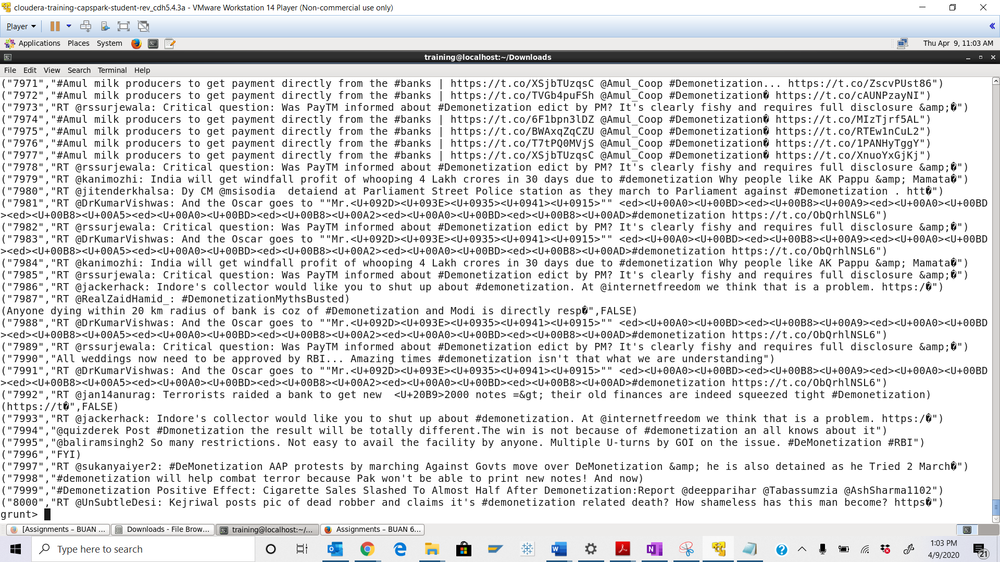 cloudera-training-capspark-student-rev_cdh5.4.3a - VMware Workstation 14 Player (Non-commercial use only)
Player
Applications Places System Thu Apr 9, 11:03 AM
training@localhost:~/Downloads
File Edit View Search Terminal Help
("7971","#Amul milk producers to get payment directly from the #banks | https://t.co/XSjbTUzqsC @Amul_Coop #Demonetization... https://t.co/ZscvPUst86")
("7972","#Amul milk producers to get payment directly from the #banks | https://t.co/TVGb4puFSh @Amul_Coop #Demonetization� https://t.co/cAUNPzayNI")
("7973","RT @rssurjewala: Critical question: Was PayTM informed about #Demonetization edict by PM? It's clearly fishy and requires full disclosure &amp;�")
("7974","#Amul milk producers to get payment directly from the #banks | https://t.co/6F1bpn3lDZ @Amul_Coop #Demonetization� https://t.co/MIzTjrf5AL")
("7975","#Amul milk producers to get payment directly from the #banks | https://t.co/BWAxqZqCZU @Amul_Coop #Demonetization� https://t.co/RTEw1nCuL2")
("7976","#Amul milk producers to get payment directly from the #banks | https://t.co/T7tPQ0MVjS @Amul_Coop #Demonetization� https://t.co/1PANHyTggY")
("7977","#Amul milk producers to get payment directly from the #banks | https://t.co/XSjbTUzqsC @Amul_Coop #Demonetization� https://t.co/XnuoYxGjKj")
("7978","RT @rssurjewala: Critical question: Was PayTM informed about #Demonetization edict by PM? It's clearly fishy and requires full disclosure &amp;�")
("7979","RT @kanimozhi: India will get windfall profit of whooping 4 Lakh crores in 30 days due to #demonetization Why people like AK Pappu &amp; Mamata�")
("7980","RT @jitenderkhalsa: Dy CM @msisodia  detaiend at Parliament Street Police station as they march to Parliament against #Demonetization . htt�")
("7981","RT @DrKumarVishwas: And the Oscar goes to ""Mr.<U+092D><U+093E><U+0935><U+0941><U+0915>"" <ed><U+00A0><U+00BD><ed><U+00B8><U+00A9><ed><U+00A0><U+00BD
><ed><U+00B8><U+00A5><ed><U+00A0><U+00BD><ed><U+00B8><U+00A2><ed><U+00A0><U+00BD><ed><U+00B8><U+00AD>#demonetization https://t.co/ObQrhlNSL6")
("7982","RT @rssurjewala: Critical question: Was PayTM informed about #Demonetization edict by PM? It's clearly fishy and requires full disclosure &amp;�")
("7983","RT @DrKumarVishwas: And the Oscar goes to ""Mr.<U+092D><U+093E><U+0935><U+0941><U+0915>"" <ed><U+00A0><U+00BD><ed><U+00B8><U+00A9><ed><U+00A0><U+00BD
><ed><U+00B8><U+00A5><ed><U+00A0><U+00BD><ed><U+00B8><U+00A2><ed><U+00A0><U+00BD><ed><U+00B8><U+00AD>#demonetization https://t.co/ObQrhlNSL6")
("7984","RT @kanimozhi: India will get windfall profit of whooping 4 Lakh crores in 30 days due to #demonetization Why people like AK Pappu &amp; Mamata�")
("7985","RT @rssurjewala: Critical question: Was PayTM informed about #Demonetization edict by PM? It's clearly fishy and requires full disclosure &amp;�")
("7986","RT @jackerhack: Indore's collector would like you to shut up about #demonetization. At @internetfreedom we think that is a problem. https:/�")
("7987","RT @RealZaidHamid_: #DemonetizationMythsBusted)
(Anyone dying within 20 km radius of bank is coz of #Demonetization and Modi is directly resp�",FALSE)
("7988","RT @DrKumarVishwas: And the Oscar goes to ""Mr.<U+092D><U+093E><U+0935><U+0941><U+0915>"" <ed><U+00A0><U+00BD><ed><U+00B8><U+00A9><ed><U+00A0><U+00BD
><ed><U+00B8><U+00A5><ed><U+00A0><U+00BD><ed><U+00B8><U+00A2><ed><U+00A0><U+00BD><ed><U+00B8><U+00AD>#demonetization https://t.co/ObQrhlNSL6")
("7989","RT @rssurjewala: Critical question: Was PayTM informed about #Demonetization edict by PM? It's clearly fishy and requires full disclosure &amp;�")
("7990","All weddings now need to be approved by RBI... Amazing times #demonetization isn't that what we are understanding")
("7991","RT @DrKumarVishwas: And the Oscar goes to ""Mr.<U+092D><U+093E><U+0935><U+0941><U+0915>"" <ed><U+00A0><U+00BD><ed><U+00B8><U+00A9><ed><U+00A0><U+00BD
><ed><U+00B8><U+00A5><ed><U+00A0><U+00BD><ed><U+00B8><U+00A2><ed><U+00A0><U+00BD><ed><U+00B8><U+00AD>#demonetization https://t.co/ObQrhlNSL6")
("7992","RT @jan14anurag: Terrorists raided a bank to get new  <U+20B9>2000 notes =&gt; their old finances are indeed squeezed tight #Demonetization)
(https://t�",FALSE)
("7993","RT @jackerhack: Indore's collector would like you to shut up about #demonetization. At @internetfreedom we think that is a problem. https:/�")
("7994","@quizderek Post #Dmonetization the result will be totally different.The win is not because of #demonetization an all knows about it")
("7995","@baliramsingh2 So many restrictions. Not easy to avail the facility by anyone. Multiple U-turns by GOI on the issue. #DeMonetization #RBI")
("7996","FYI)
("7997","RT @sukanyaiyer2: #DeMonetization AAP protests by marching Against Govts move over DeMonetization &amp; he is also detained as he Tried 2 March�")
("7998","#demonetization will help combat terror because Pak won't be able to print new notes! And now)
("7999","#Demonetization Positive Effect: Cigarette Sales Slashed To Almost Half After Demonetization:Report @deepparihar @Tabassumzia @AshSharma1102")
("8000","RT @UnSubtleDesi: Kejriwal posts pic of dead robber and claims it's #demonetization related death? How shameless has this man become? https�")
grunt>
[Assignments – BUAN ... Downloads - File Brow... training@localhost:~/... Assignments – BUAN 6...
Type here to search
1:03 PM
4/9/2020
21